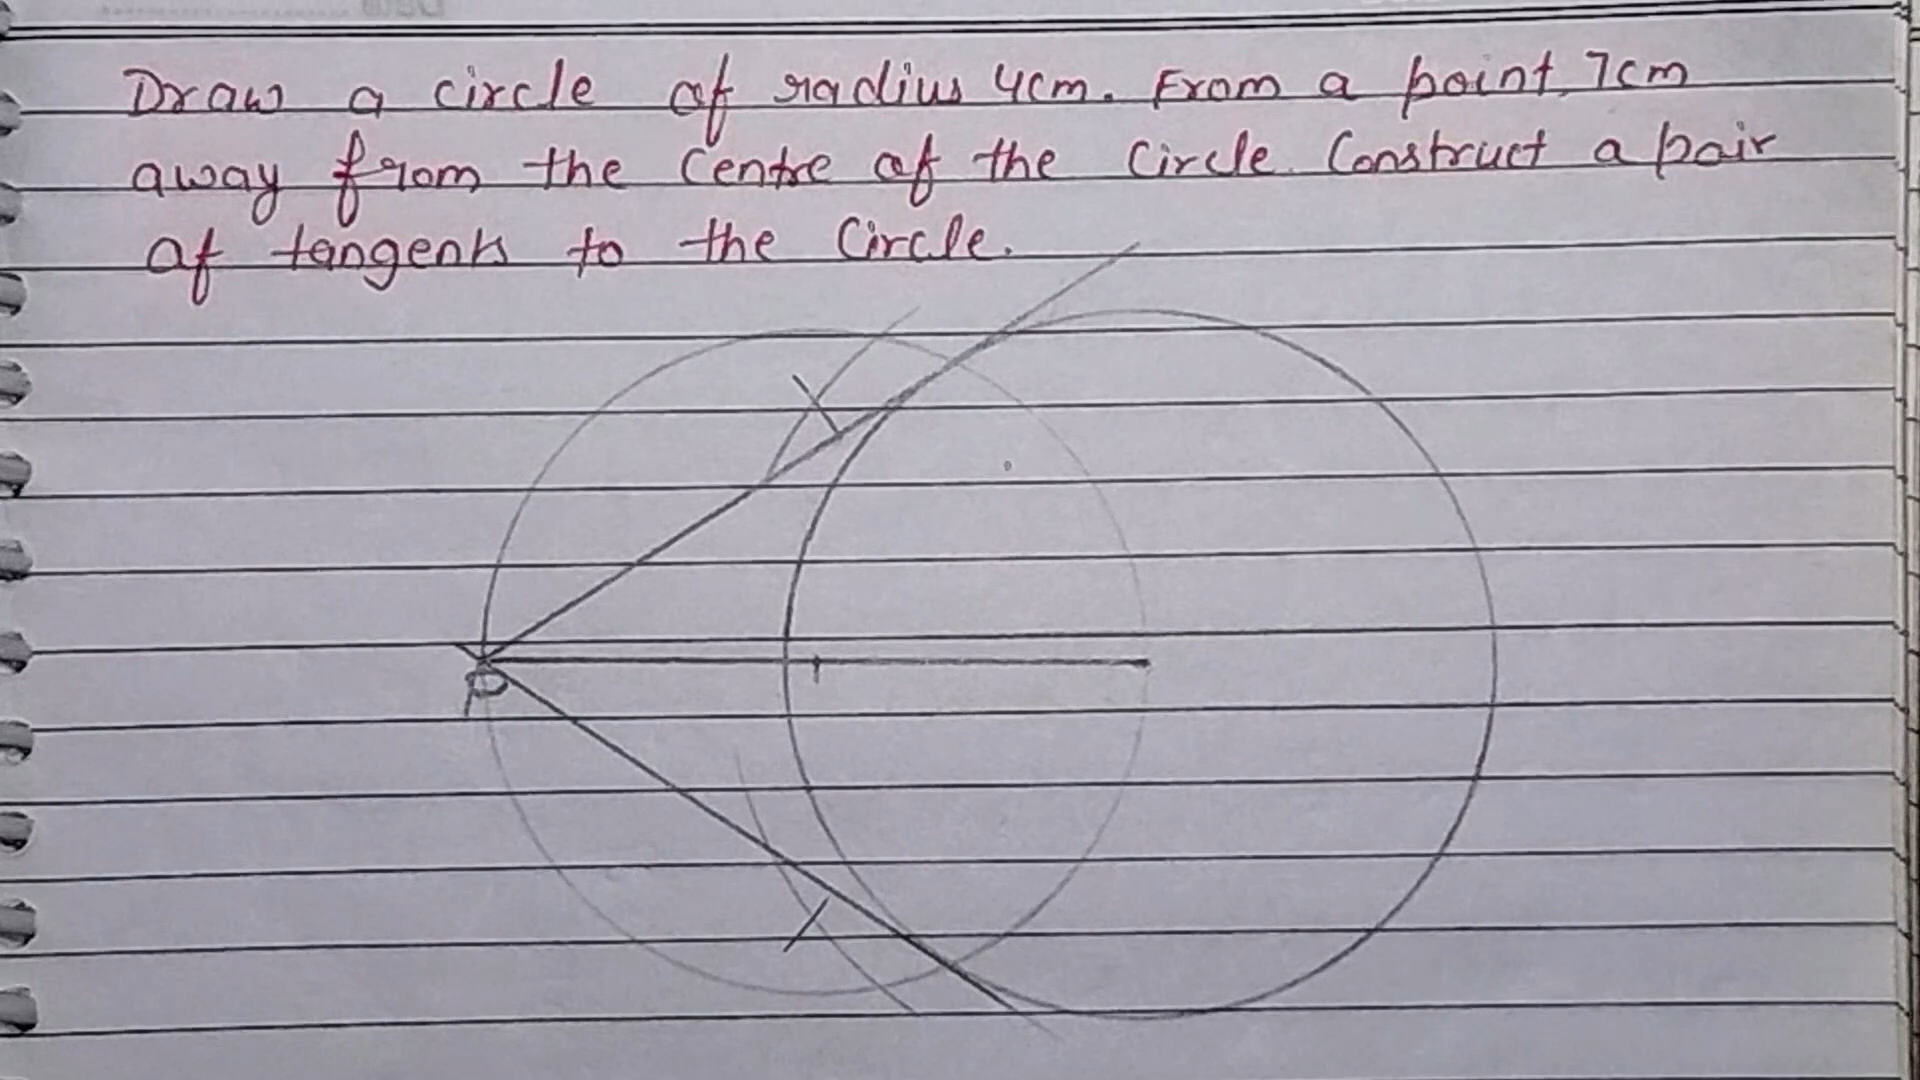 Draw a circle of radius 4cm. From a point 7cm
away from the centre of the circle. Construct a pair
of tangents to the circle.
P